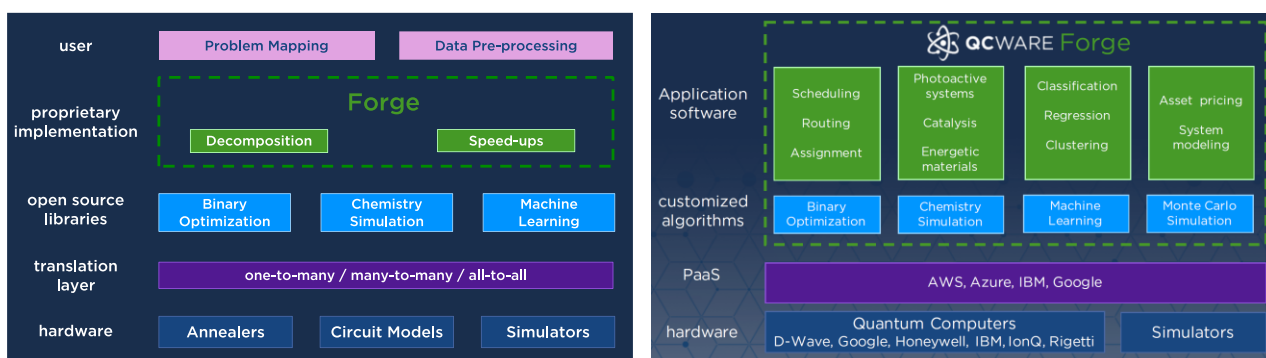 user
Problem Mapping
Data Pre-processing
proprietary
implementation
Forge
Decomposition
Speed-ups
open source
libraries
Binary
Optimization
Chemistry
Simulation
Machine
Learning
translation
layer
one-to-many / many-to-many / all-to-all
hardware
Annealers
Circuit Models
Simulators
QCWARE Forge
Application
software
Scheduling
Routing
Assignment
Photoactive
systems
Catalysis
Energetic
materials
Classification
Regression
Clustering
Asset pricing
System
modeling
customized
algorithms
Binary
Optimization
Chemistry
Simulation
Machine
Learning
Monte Carlo
Simulation
PaaS
AWS, Azure, IBM, Google
hardware
Quantum Computers
D-Wave, Google, Honeywell, IBM, IonQ, Rigetti
Simulators